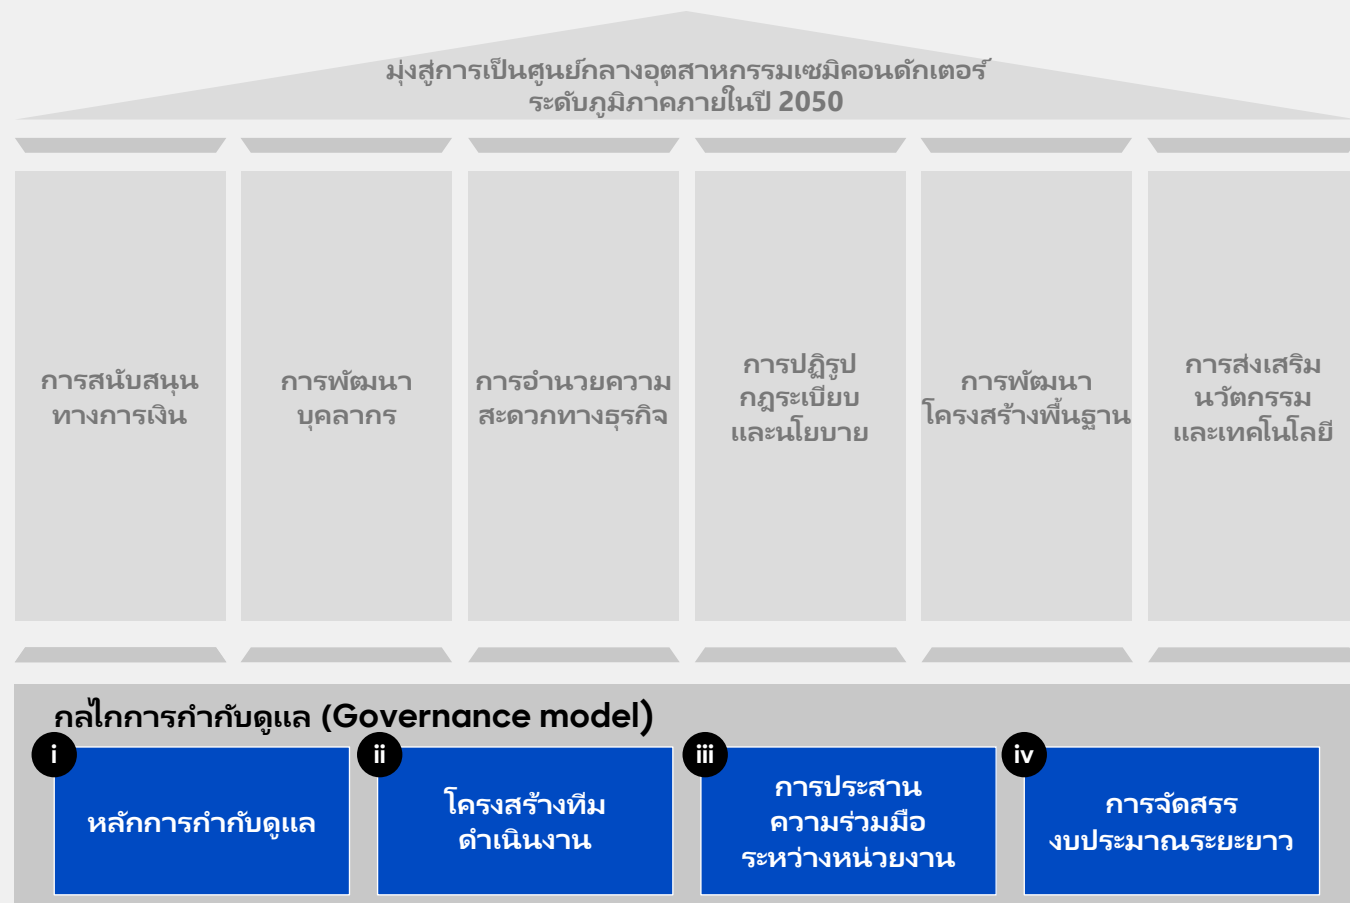 มุ่งสู่การเป็นศูนย์กลางอุตสาหกรรมเซมิคอนดักเตอร์
ระดับภูมิภาคภายในปี 2050
การสนับสนุน
ทางการเงิน
การพัฒนา
บุคลากร
การอำนวยความ
สะดวกทางธุรกิจ
การปฏิรูป
กฎระเบียบ
และนโยบาย
การพัฒนา
โครงสร้างพื้นฐาน
การส่งเสริม
นวัตกรรม
และเทคโนโลยี
กลไกการกำกับดูแล (Governance model)
i
หลักการกำกับดูแล
ii
โครงสร้างทีม
ดำเนินงาน
iii
การประสาน
ความร่วมมือ
ระหว่างหน่วยงาน
iv
การจัดสรร
งบประมาณระยะยาว